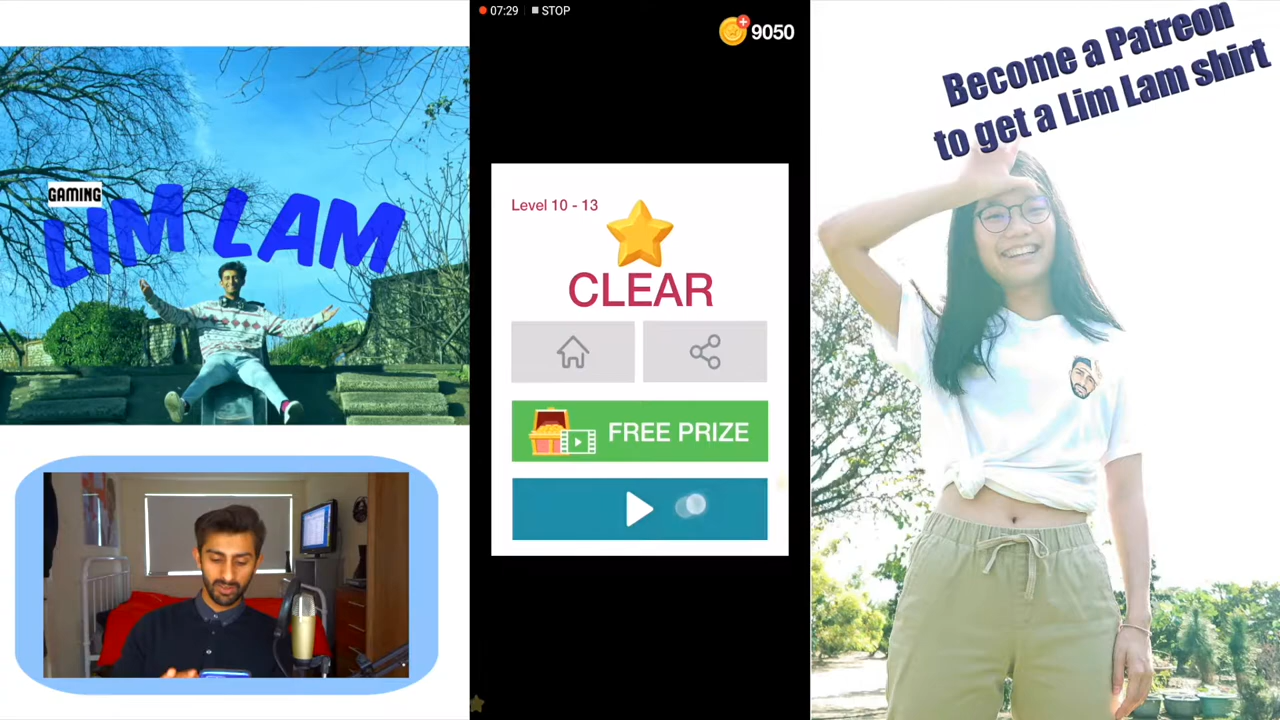 GAMING
LIM LAM
07:29
STOP
9050
Level 10 - 13
CLEAR
FREE PRIZE
Become a Patreon
to get a Lim Lam shirt